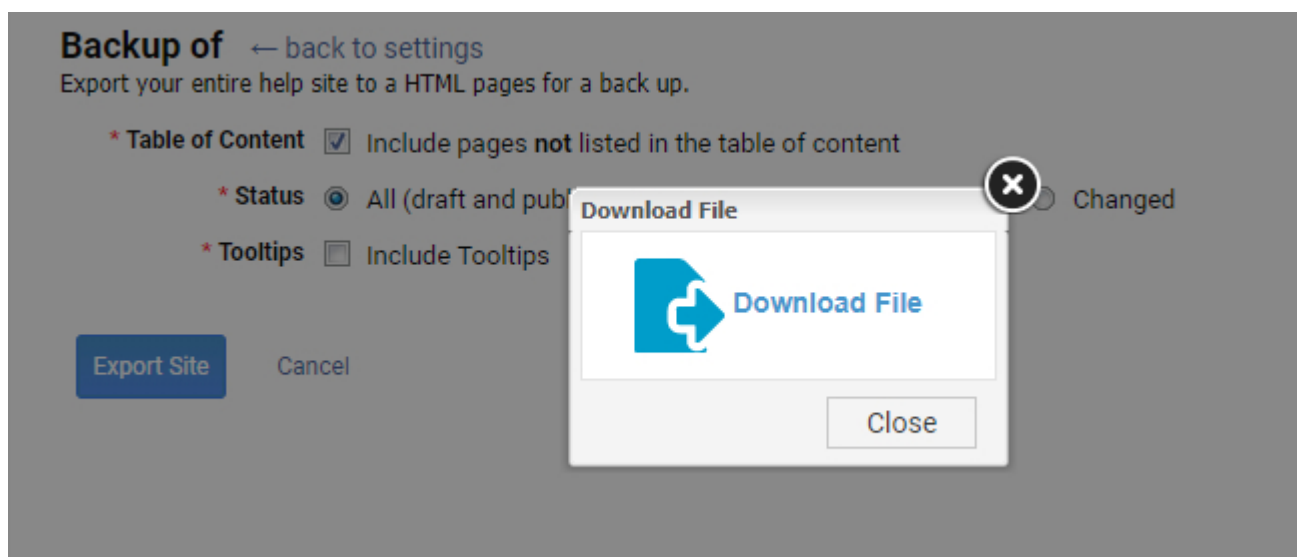 Backup of ← back to settings
Export your entire help site to a HTML pages for a back up.
* Table of Content Include pages not listed in the table of content
* Status All (draft and Changed
Download File
* Tooltips Include Tooltips
Download File
Export Site Cancel
Close